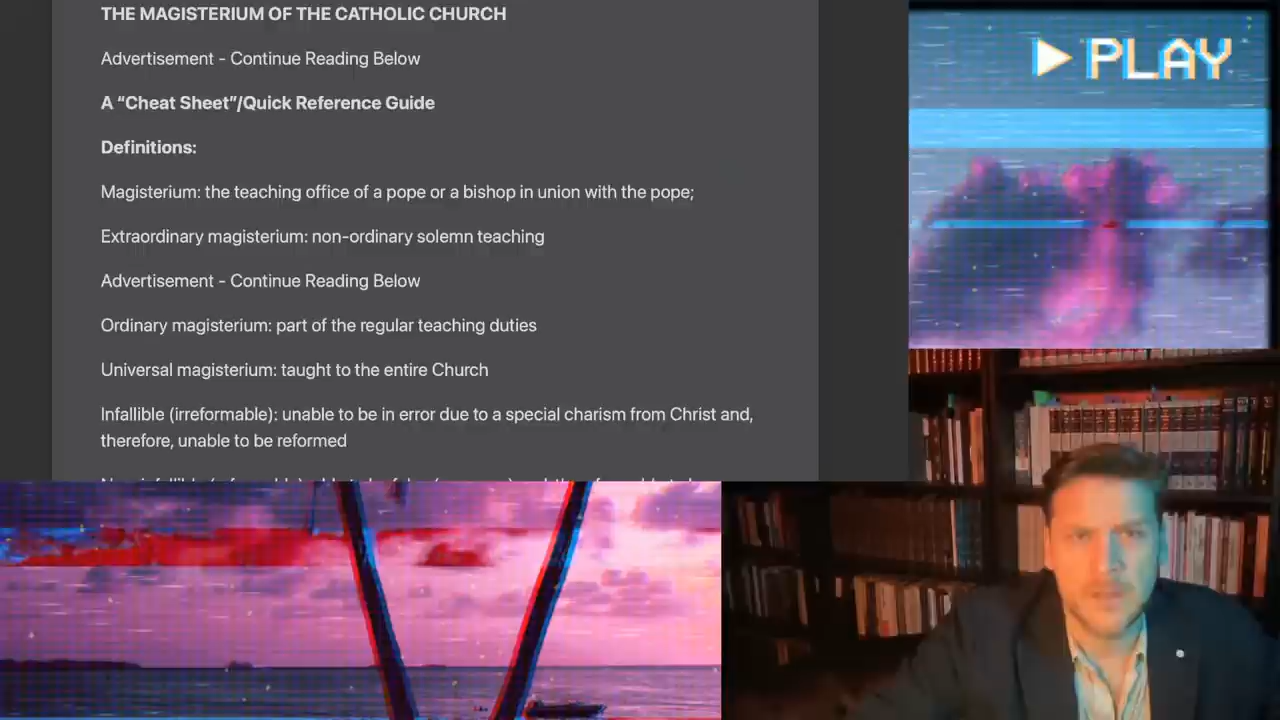 THE MAGISTERIUM OF THE CATHOLIC CHURCH
Advertisement - Continue Reading Below
A “Cheat Sheet”/Quick Reference Guide
Definitions:
Magisterium: the teaching office of a pope or a bishop in union with the pope;
Extraordinary magisterium: non-ordinary solemn teaching
Advertisement - Continue Reading Below
Ordinary magisterium: part of the regular teaching duties
Universal magisterium: taught to the entire Church
Infallible (irreformable): unable to be in error due to a special charism from Christ and,
therefore, unable to be reformed
PLAY